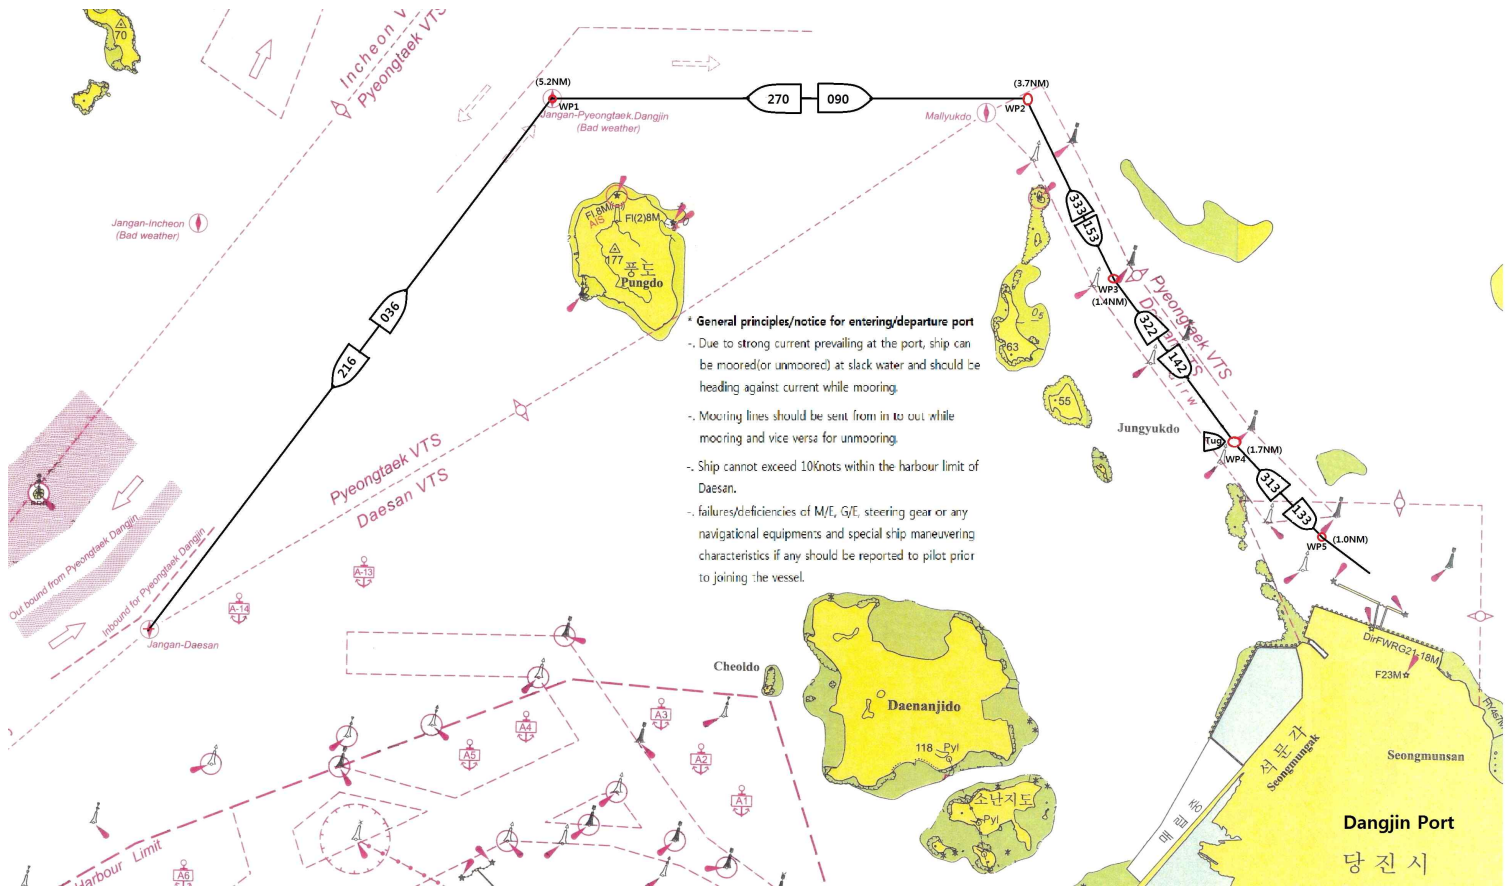 70
Incheon V
Pyeongtaek VTS
(5.2NM)
WP1
Jangan-Pyeongtaek.Dangjin
(Bad weather)
270
090
(3.7NM)
WP2
Mallyukdo
Jangan-Incheon
(Bad weather)
Fl.8M
AIS
Fl(2)8M
177
풍도
Pungdo
333
153
WP3
(1.4NM)
Pyeongtaek VTS
036
216
* General principles/notice for entering/departure port
-. Due to strong current prevailing at the port, ship can
be moored(or unmoored) at slack water and should be
heading against current while mooring.
-. Mooring lines should be sent from in to out while
mooring and vice versa for unmooring.
-. Ship cannot exceed 10Knots within the harbour limit of
Daesan.
-. failures/deficiencies of M/E, G/E, steering gear or any
navigational equipments and special ship maneuvering
characteristics if any should be reported to pilot prior
to joining the vessel.
05
63
322
142
55
Jungyukdo
Tug
WP4
(1.7NM)
313
133
WP5
(1.0NM)
Pyeongtaek VTS
Daesan VTS
Out bound from Pyeongtaek Dangjin
Inbound for Pyeongtaek Dangjin
A-13
A-14
Jangan-Daesan
DirFWRG21-18M
F23M
Cheoldo
Daenanjido
118
Pyl
A3
A4
A5
A2
A1
A6
Harbour Limit
소난지도
Pyl
석문각
Seongmungak
Seongmunsan
매립
Dangjin Port
당진시